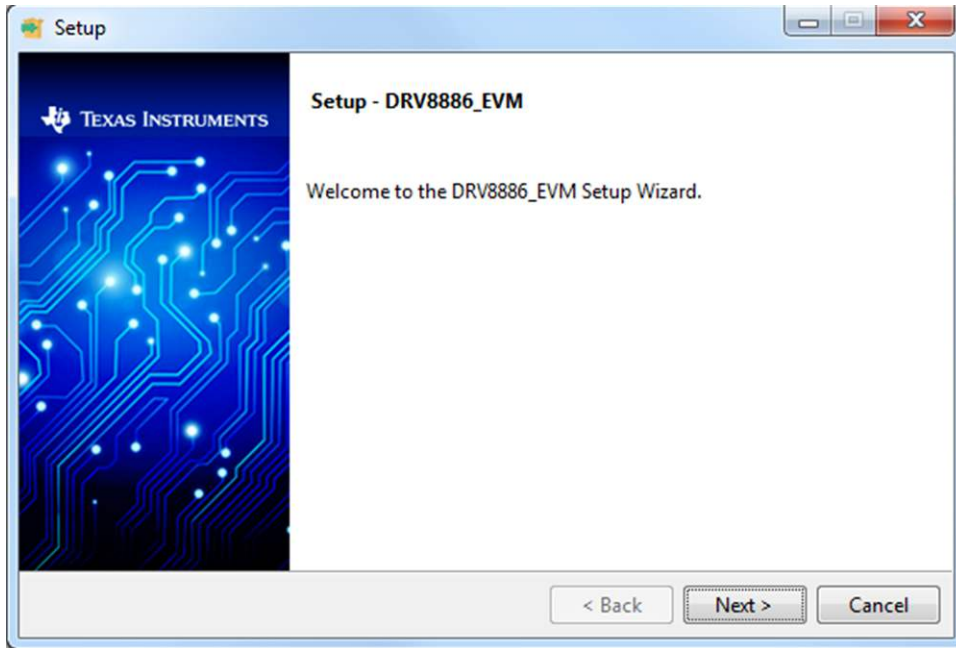 Setup
TEXAS INSTRUMENTS
Setup - DRV8886_EVM
Welcome to the DRV8886_EVM Setup Wizard.
< Back
Next >
Cancel